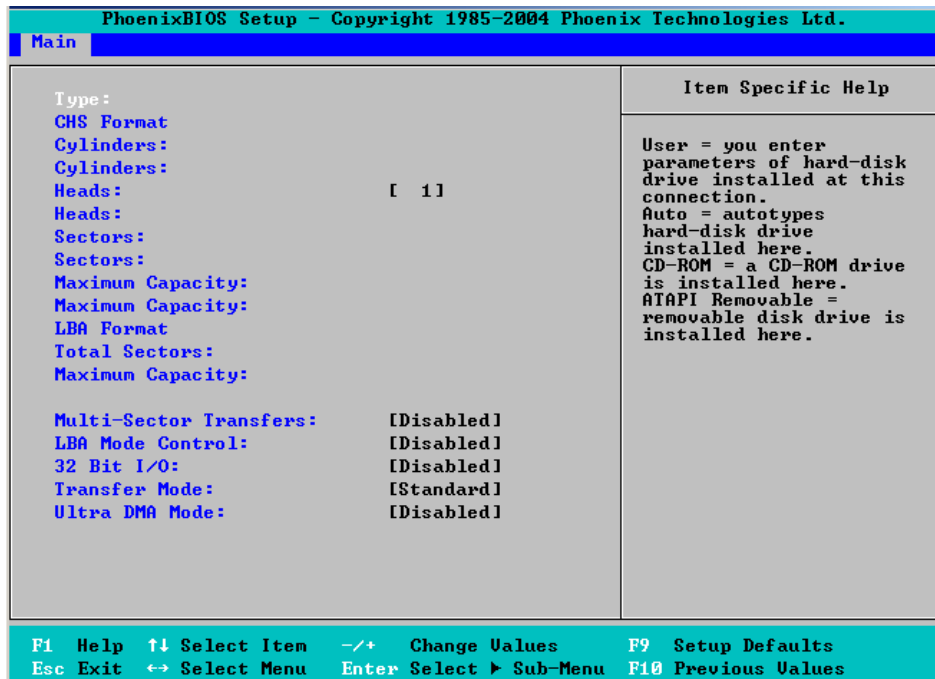 PhoenixBIOS Setup - Copyright 1985-2004 Phoenix Technologies Ltd.
Main
Type:
CHS Format
Cylinders:
Cylinders:
Heads: [ 1]
Heads:
Sectors:
Sectors:
Maximum Capacity:
Maximum Capacity:
LBA Format
Total Sectors:
Maximum Capacity:
Multi-Sector Transfers: [Disabled]
LBA Mode Control: [Disabled]
32 Bit I/O: [Disabled]
Transfer Mode: [Standard]
Ultra DMA Mode: [Disabled]
Item Specific Help
User = you enter
parameters of hard-disk
drive installed at this
connection.
Auto = autotypes
hard-disk drive
installed here.
CD-ROM = a CD-ROM drive
is installed here.
ATAPI Removable =
removable disk drive is
installed here.
F1 Help ↑↓ Select Item -/+ Change Values F9 Setup Defaults
Esc Exit ↔ Select Menu Enter Select ▶ Sub-Menu F10 Previous Values